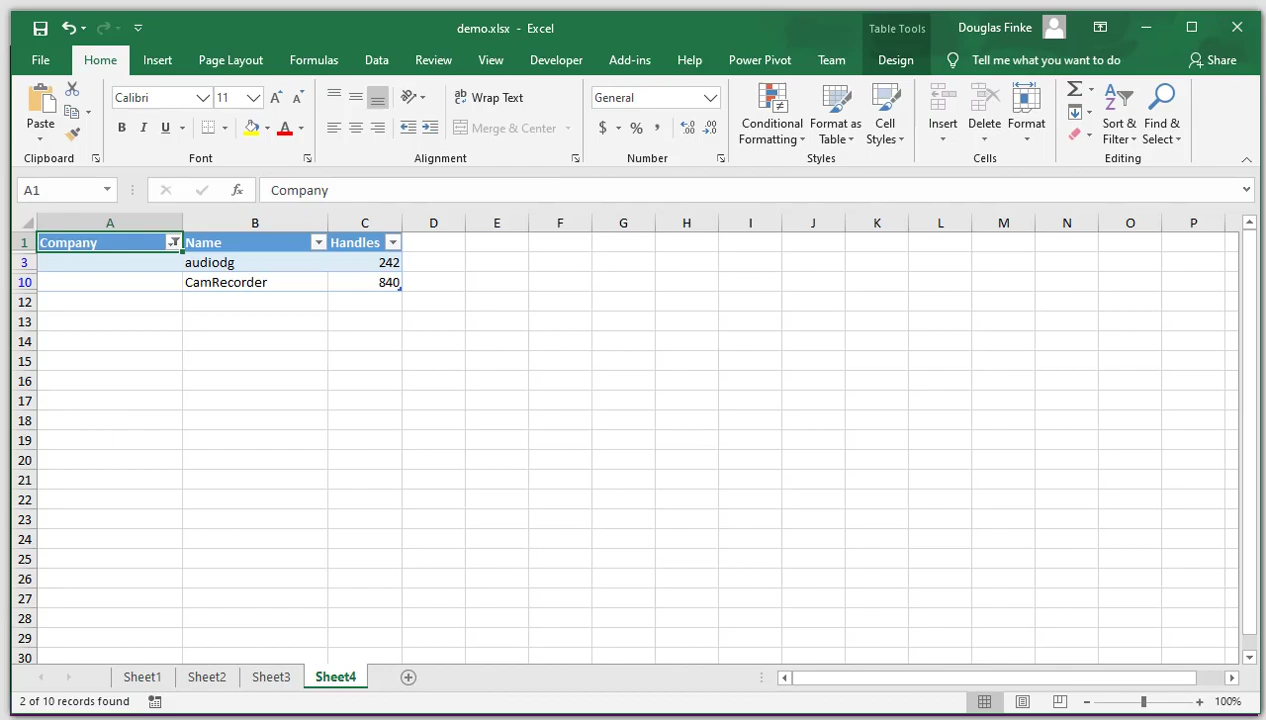 demo.xlsx - Excel
Table Tools
Douglas Finke
File Home Insert Page Layout Formulas Data Review View Developer Add-ins Help Power Pivot Team Design Tell me what you want to do Share
Paste
Calibri 11
B I U
Wrap Text
Merge & Center
General
$ % ,
Conditional Formatting
Format as Table
Cell Styles
Insert
Delete
Format
Sort & Filter
Find & Select
Clipboard Font Alignment Number Styles Cells Editing
A1 fx Company
A B C D E F G H I J K L M N O P
1 Company Name Handles
3 audiodg 242
10 CamRecorder 840
12
13
14
15
16
17
18
19
20
21
22
23
24
25
26
27
28
29
30
Sheet1 Sheet2 Sheet3 Sheet4
2 of 10 records found 100%